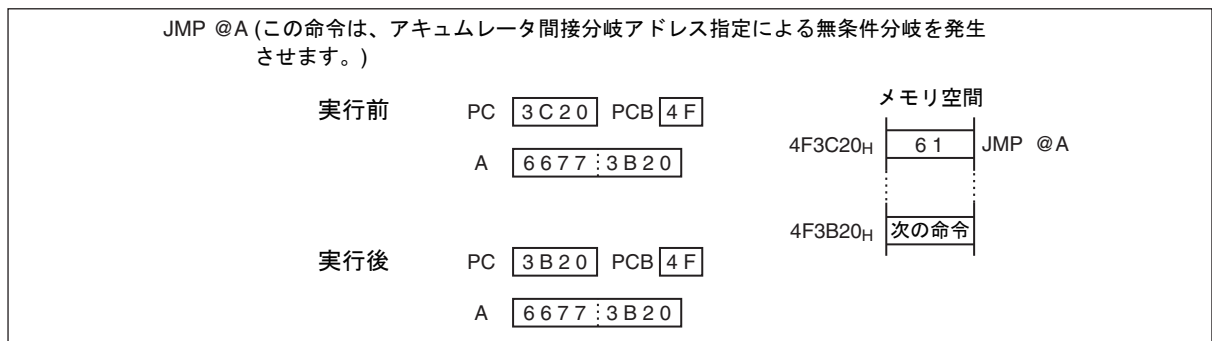 JMP @A (この命令は、アキュムレータ間接分岐アドレス指定による無条件分岐を発生
させます。)
メモリ空間
実行前 PC 3C20 PCB 4F
4F3C20H 61 JMP @A
A 6677 3B20
4F3B20H 次の命令
実行後 PC 3B20 PCB 4F
A 6677 3B20